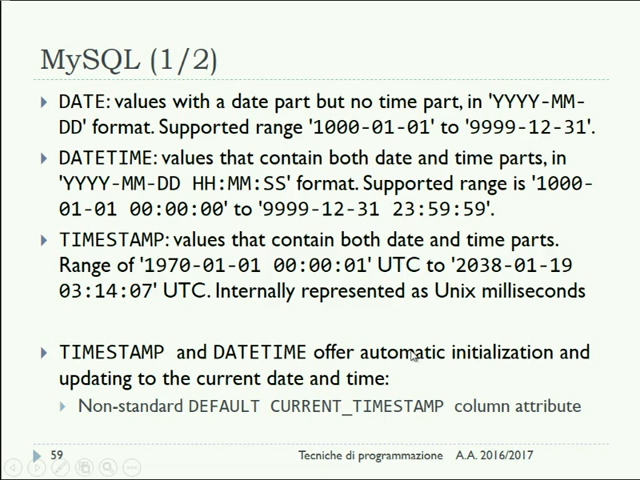 MySQL (1/2)
DATE: values with a date part but no time part, in 'YYYY-MM-
DD' format. Supported range '1000-01-01' to '9999-12-31'.
DATETIME: values that contain both date and time parts, in
'YYYY-MM-DD HH:MM:SS' format. Supported range is '1000-
01-01 00:00:00' to '9999-12-31 23:59:59'.
TIMESTAMP: values that contain both date and time parts.
Range of '1970-01-01 00:00:01' UTC to '2038-01-19
03:14:07' UTC. Internally represented as Unix milliseconds
TIMESTAMP and DATETIME offer automatic initialization and
updating to the current date and time:
Non-standard DEFAULT CURRENT_TIMESTAMP column attribute
59 Tecniche di programmazione A.A. 2016/2017